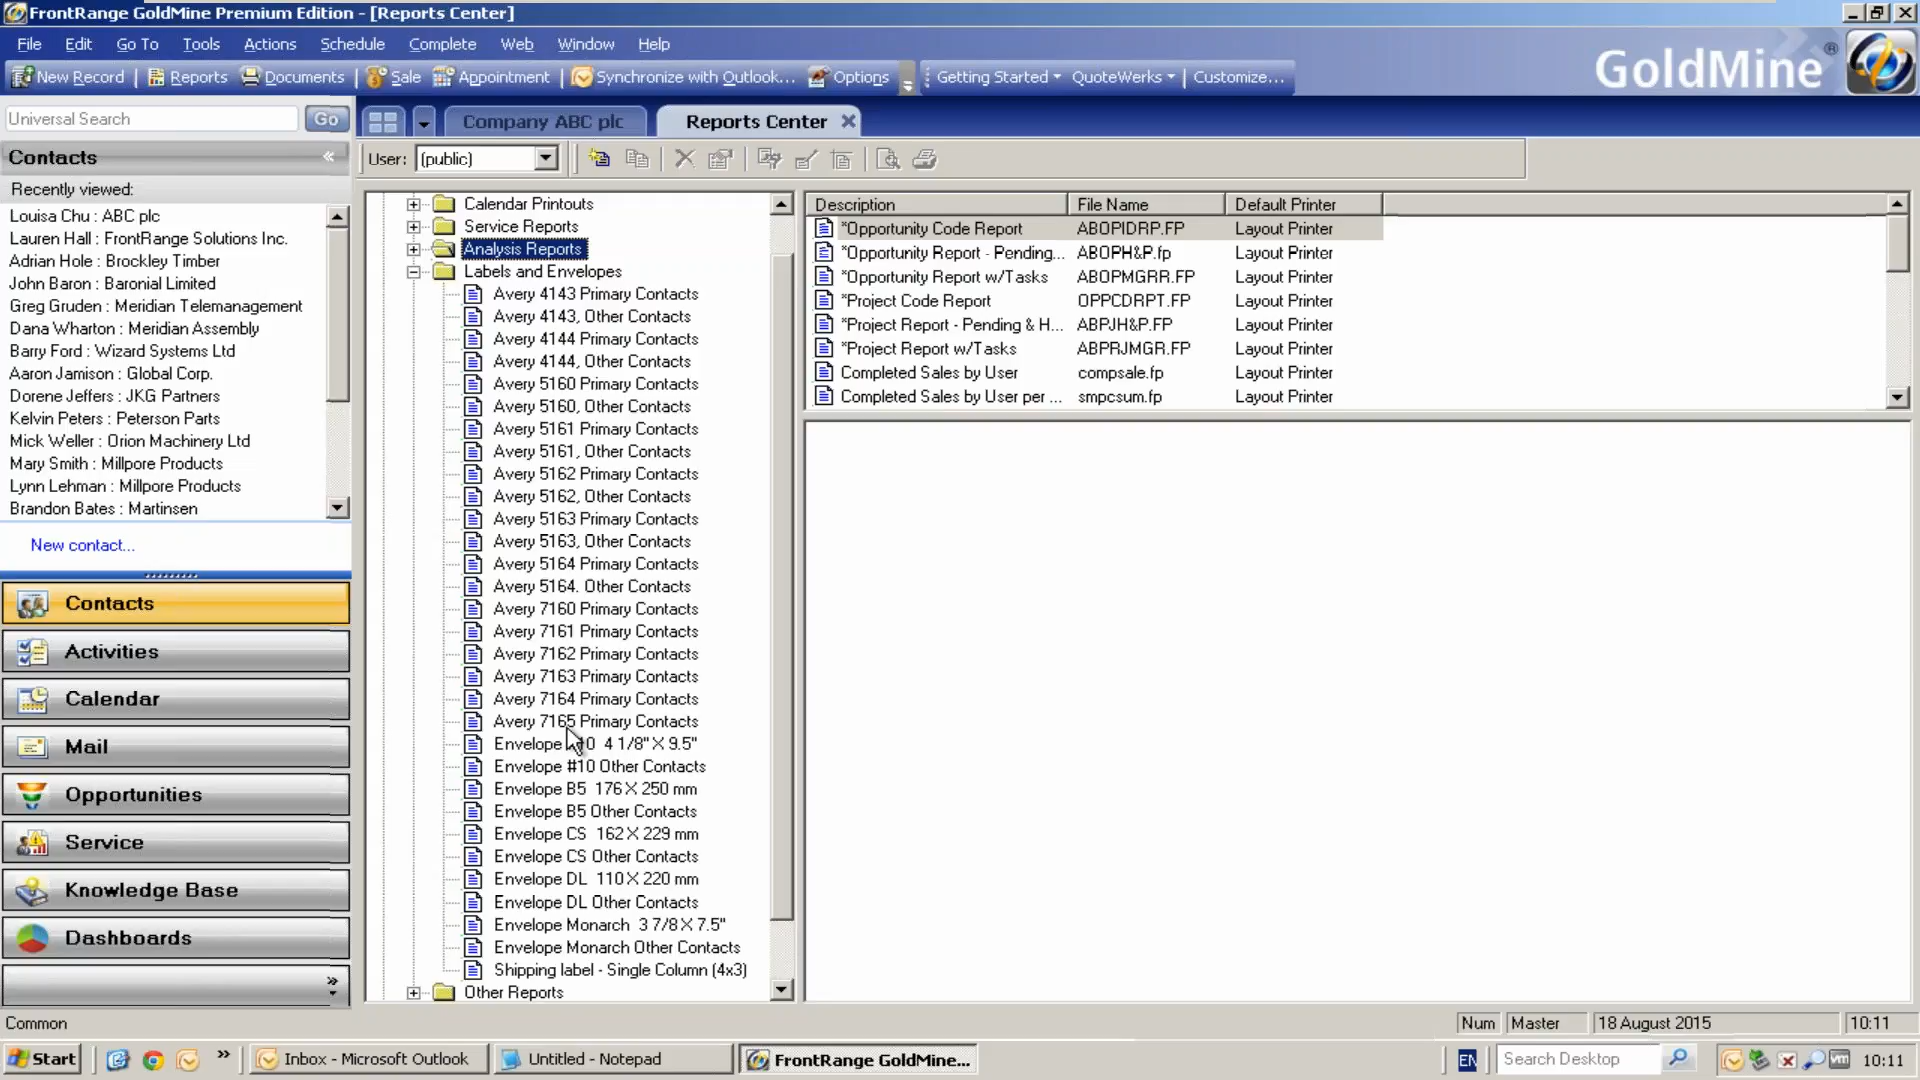 FrontRange GoldMine Premium Edition - [Reports Center]
File Edit Go To Tools Actions Schedule Complete Web Window Help
New Record Reports Documents Sale Appointment Synchronize with Outlook... Options Getting Started QuoteWerks Customize...
GoldMine ®
Universal Search Go
Company ABC plc Reports Center
Contacts
User: (public)
Recently viewed:
Louisa Chu : ABC plc
Lauren Hall : FrontRange Solutions Inc.
Adrian Hole : Brockley Timber
John Baron : Baronial Limited
Greg Gruden : Meridian Telemanagement
Dana Wharton : Meridian Assembly
Barry Ford : Wizard Systems Ltd
Aaron Jamison : Global Corp.
Dorene Jeffers : JKG Partners
Kelvin Peters : Peterson Parts
Mick Weller : Orion Machinery Ltd
Mary Smith : Millpore Products
Lynn Lehman : Millpore Products
Brandon Bates : Martinsen
New contact...
Contacts
Activities
Calendar
Mail
Opportunities
Service
Knowledge Base
Dashboards
Calendar Printouts
Service Reports
Analysis Reports
Labels and Envelopes
Avery 4143 Primary Contacts
Avery 4143, Other Contacts
Avery 4144 Primary Contacts
Avery 4144, Other Contacts
Avery 5160 Primary Contacts
Avery 5160, Other Contacts
Avery 5161 Primary Contacts
Avery 5161, Other Contacts
Avery 5162 Primary Contacts
Avery 5162, Other Contacts
Avery 5163 Primary Contacts
Avery 5163, Other Contacts
Avery 5164 Primary Contacts
Avery 5164. Other Contacts
Avery 7160 Primary Contacts
Avery 7161 Primary Contacts
Avery 7162 Primary Contacts
Avery 7163 Primary Contacts
Avery 7164 Primary Contacts
Avery 7165 Primary Contacts
Envelope 4 1/8" X 9.5"
Envelope #10 Other Contacts
Envelope B5 176 X 250 mm
Envelope B5 Other Contacts
Envelope CS 162 X 229 mm
Envelope CS Other Contacts
Envelope DL 110 X 220 mm
Envelope DL Other Contacts
Envelope Monarch 3 7/8 X 7.5"
Envelope Monarch Other Contacts
Shipping label - Single Column (4x3)
Other Reports
Description File Name Default Printer
*Opportunity Code Report ABOPIDRP.FP Layout Printer
*Opportunity Report - Pending... ABOPH&P.fp Layout Printer
*Opportunity Report w/Tasks ABOPMGRR.FP Layout Printer
*Project Code Report OPPCDRPT.FP Layout Printer
*Project Report - Pending & H... ABPJH&P.FP Layout Printer
*Project Report w/Tasks ABPRJMGR.FP Layout Printer
Completed Sales by User compsale.fp Layout Printer
Completed Sales by User per ... smpcsum.fp Layout Printer
Common Num Master 18 August 2015 10:11
Start Inbox - Microsoft Outlook Untitled - Notepad FrontRange GoldMine... EN Search Desktop 10:11